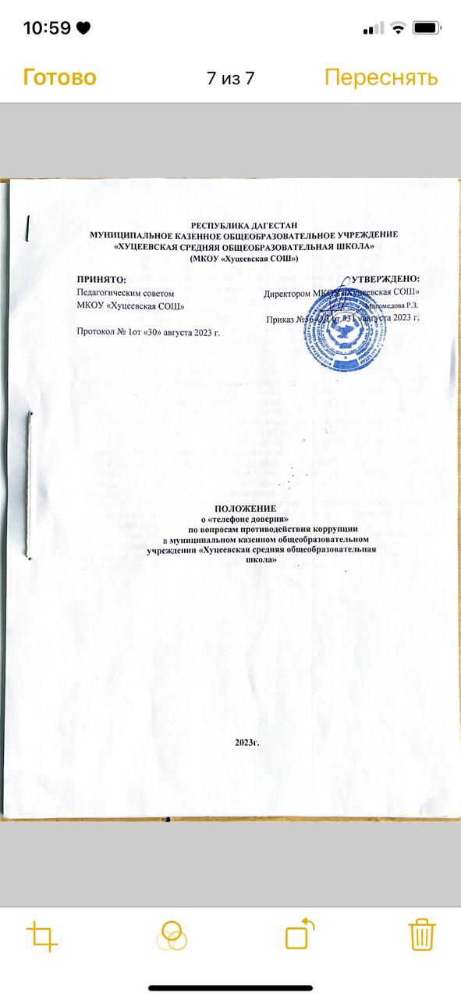 10:59
Готово
7 из 7
Переснять
РЕСПУБЛИКА ДАГЕСТАН
МУНИЦИПАЛЬНОЕ КАЗЕННОЕ ОБЩЕОБРАЗОВАТЕЛЬНОЕ УЧРЕЖДЕНИЕ
«ХУЦЕЕВСКАЯ СРЕДНЯЯ ОБЩЕОБРАЗОВАТЕЛЬНАЯ ШКОЛА»
(МКОУ «Хуцеевская СОШ»)
ПРИНЯТО:
Педагогическим советом
МКОУ «Хуцеевская СОШ»
Протокол № 1от «30» августа 2023 г.
УТВЕРЖДЕНО:
Директором МКОУ «Хуцеевская СОШ»
Магомедова Р.З.
Приказ №56-ОД от «31 »августа 2023 г.
ПОЛОЖЕНИЕ
о «телефоне доверия»
по вопросам противодействия коррупции
в муниципальном казенном общеобразовательном
учреждении «Хуцеевская средняя общеобразовательная
школа»
2023г.